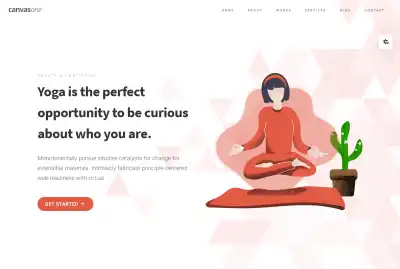 canvasone
HOME ABOUT WORKS SERVICES BLOG CONTACT
Yoga is the perfect
opportunity to be curious
about who you are.
Monotonectally pursue intuitive catalysts for change for
extensible materials. Intrinsicly fabricate principle-centered
web-readiness with virtual
GET STARTED →